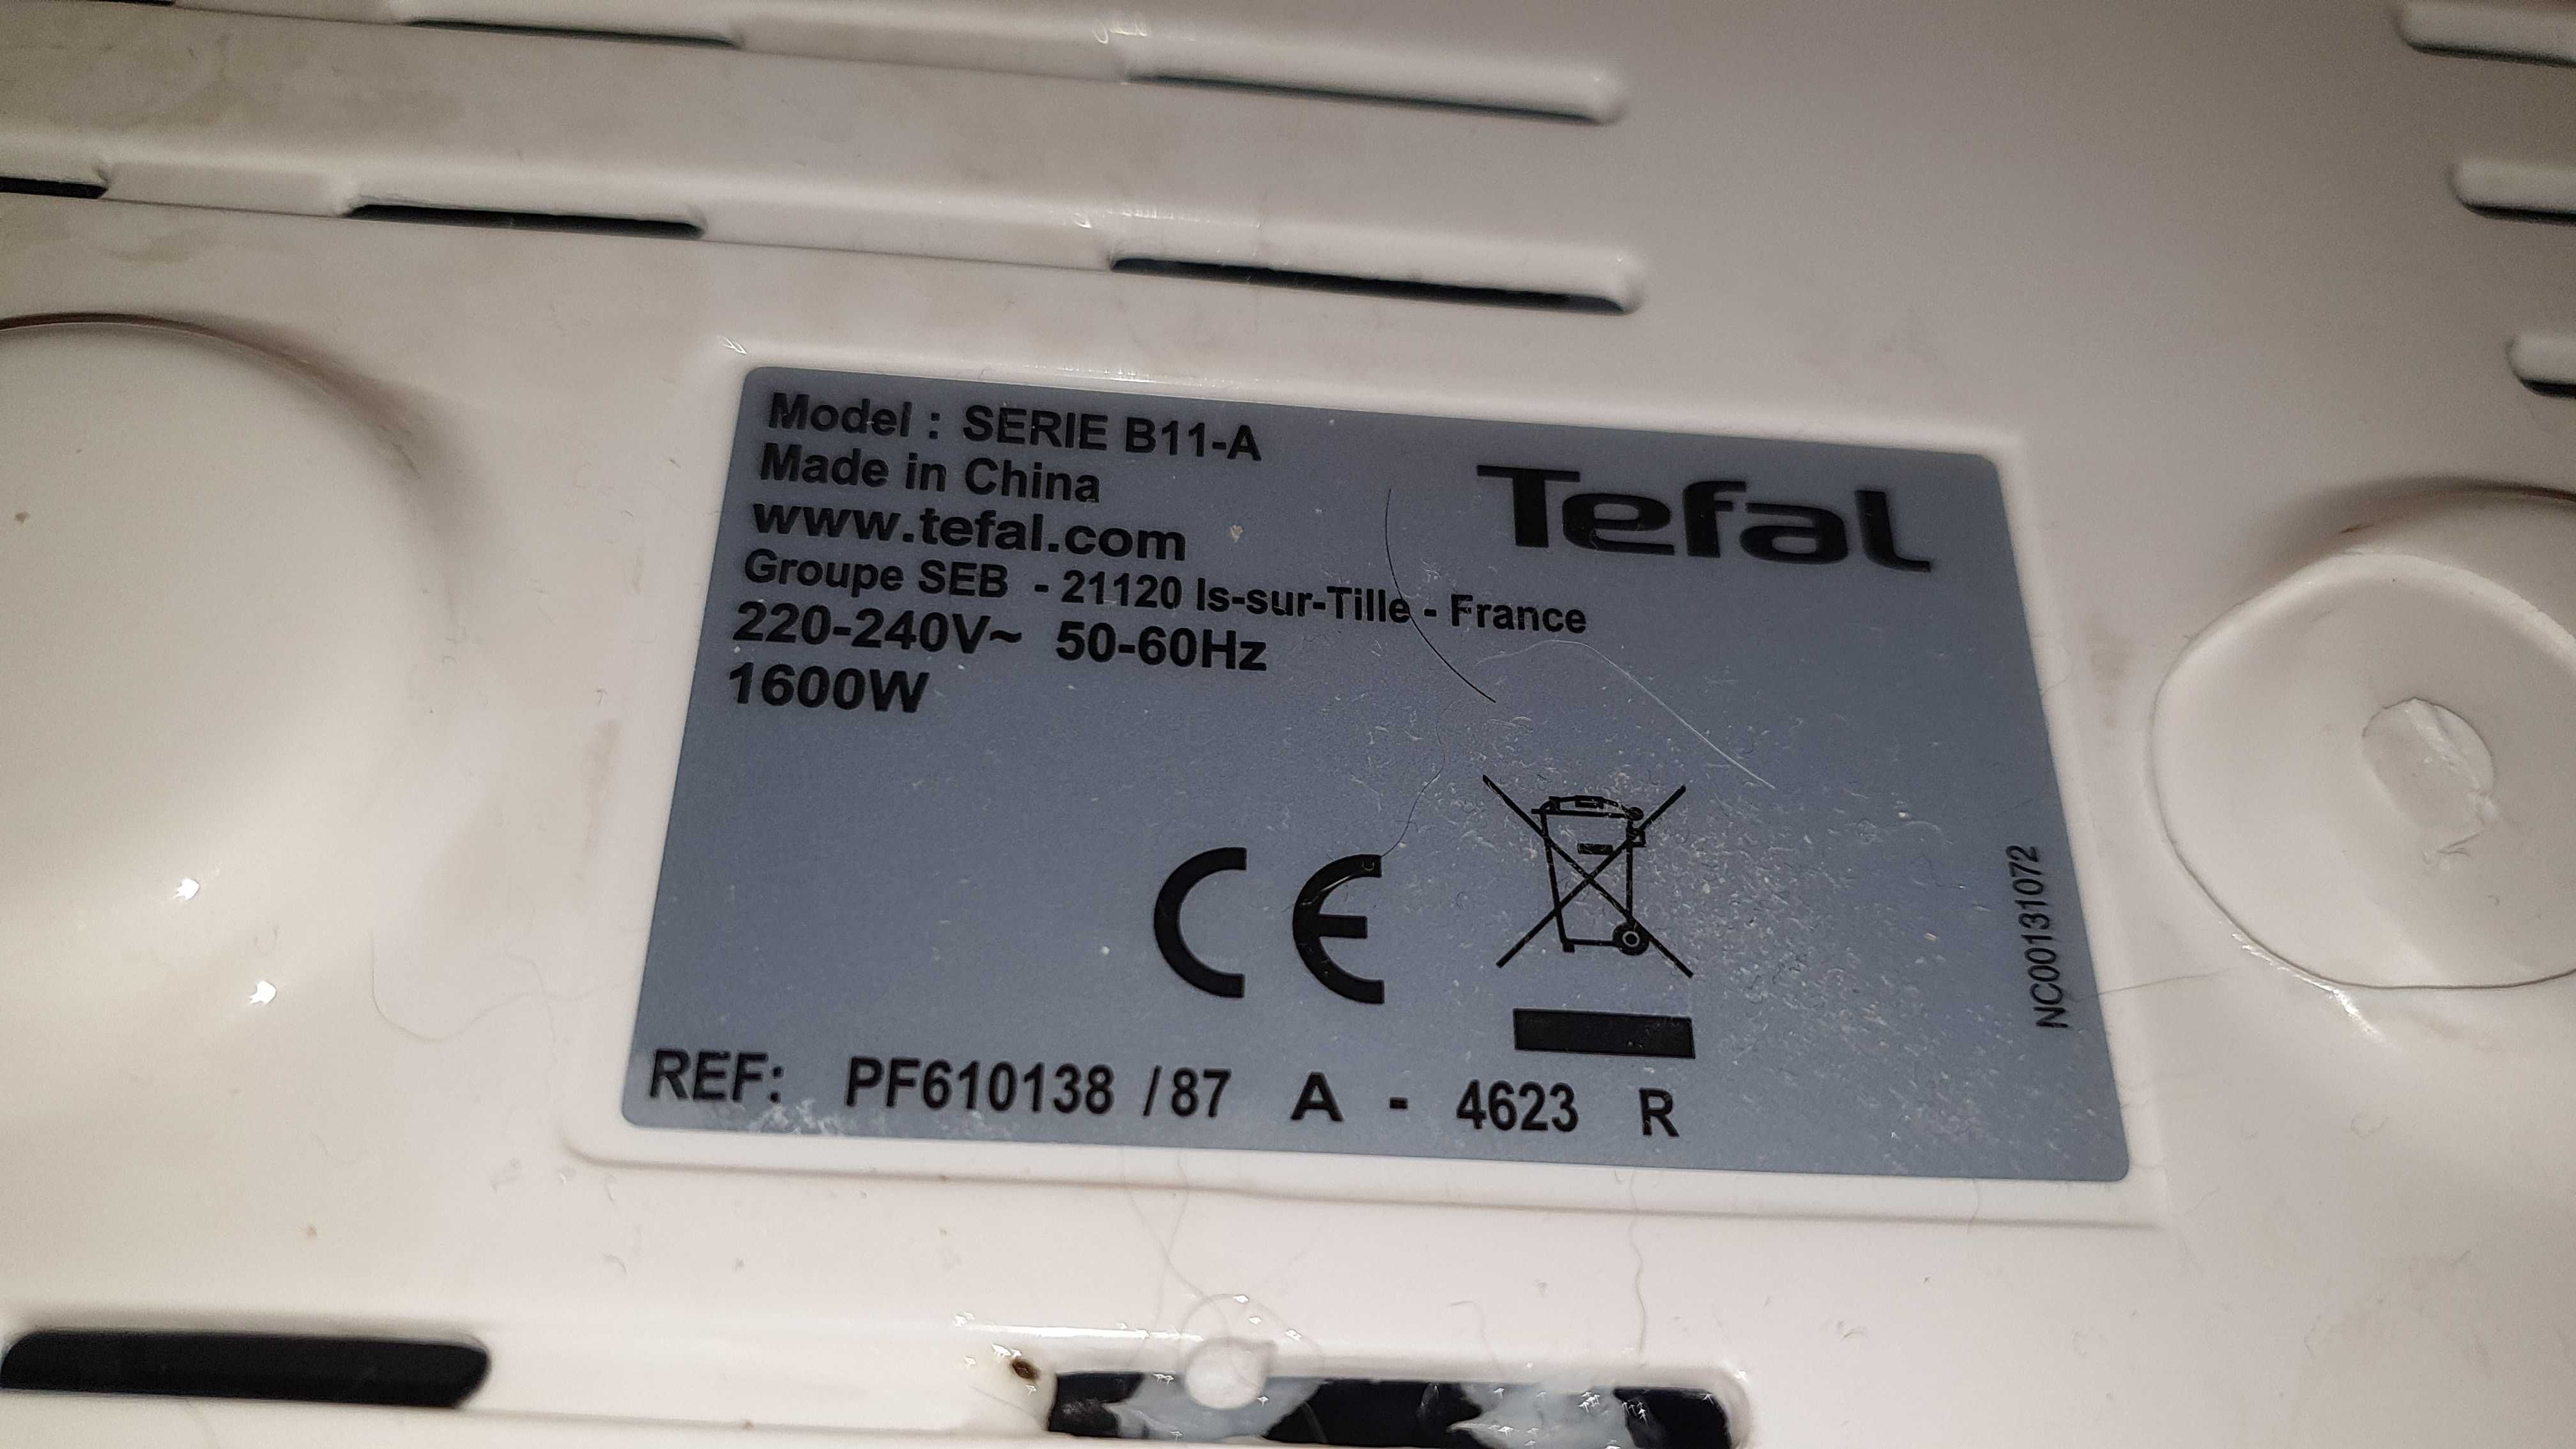 Model : SERIE B11-A
Made in China
www.tefal.com
Groupe SEB - 21120 Is-sur-Tille - France
220-240V~ 50-60Hz
1600W
Tefal
CE
NC00131072
REF: PF610138 /87 A - 4623 R